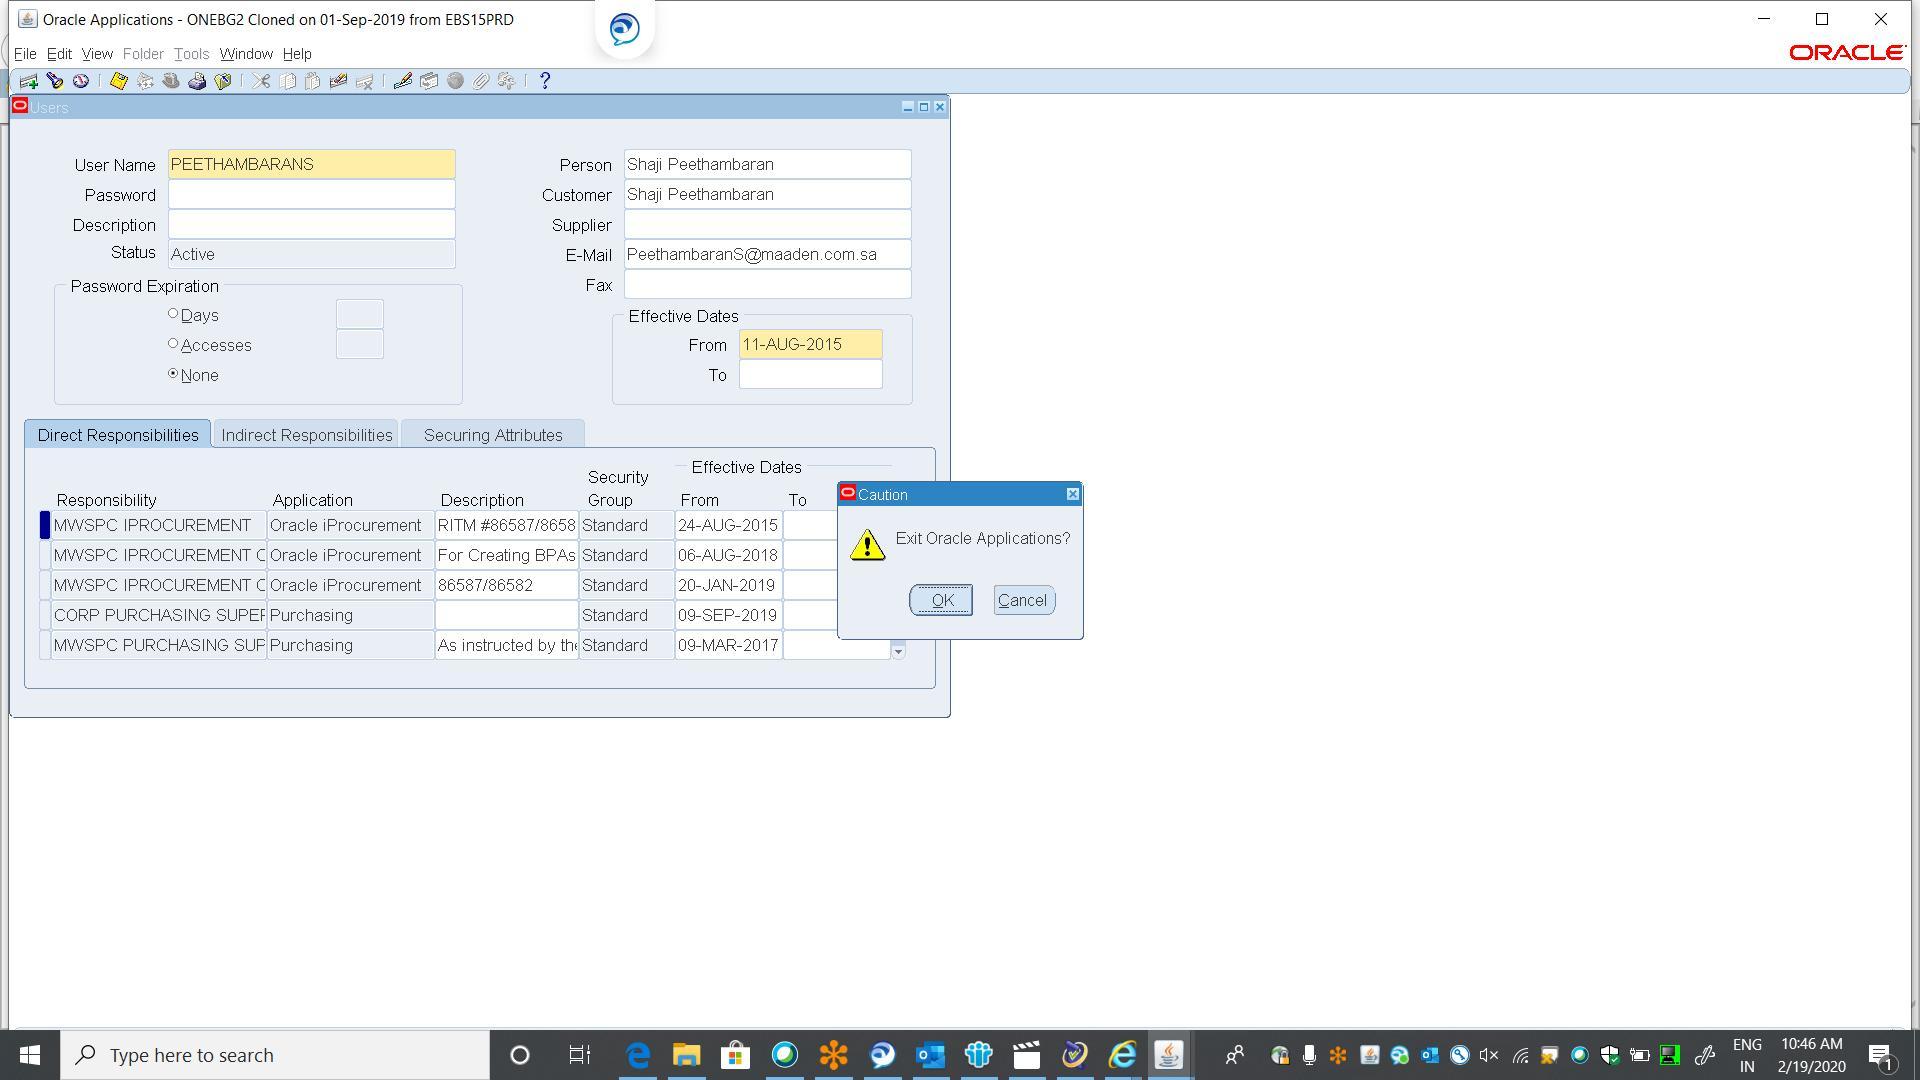 Oracle Applications - ONEBG2 Cloned on 01-Sep-2019 from EBS15PRD
File Edit View Folder Tools Window Help
ORACLE
Users
User Name PEETHAMBARANS
Password
Description
Status Active
Person Shaji Peethambaran
Customer Shaji Peethambaran
Supplier
E-Mail PeethambaranS@maaden.com.sa
Fax
Password Expiration
Days
Accesses
None
Effective Dates
From 11-AUG-2015
To
Direct Responsibilities Indirect Responsibilities Securing Attributes
Effective Dates
Responsibility Application Description Security Group From To
MWSPC IPROCUREMENT Oracle iProcurement RITM #86587/8658 Standard 24-AUG-2015
MWSPC IPROCUREMENT C Oracle iProcurement For Creating BPAs Standard 06-AUG-2018
MWSPC IPROCUREMENT C Oracle iProcurement 86587/86582 Standard 20-JAN-2019
CORP PURCHASING SUPER Purchasing Standard 09-SEP-2019
MWSPC PURCHASING SUP Purchasing As instructed by the Standard 09-MAR-2017
Caution
Exit Oracle Applications?
OK Cancel
Type here to search
ENG
IN
10:46 AM
2/19/2020
1